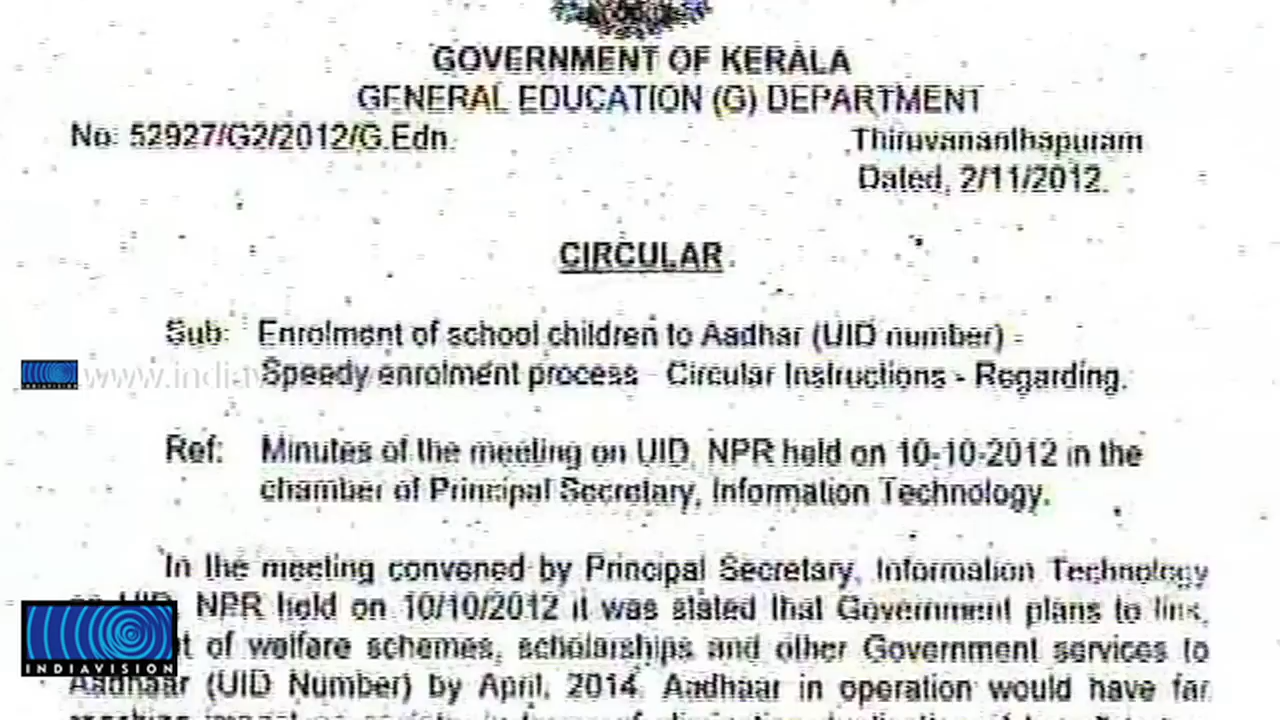 GOVERNMENT OF KERALA
GENERAL EDUCATION (G) DEPARTMENT
No: 52927/G2/2012/G.Edn.
Thiruvananthapuram
Dated, 2/11/2012.
CIRCULAR.
Sub: Enrolment of school children to Aadhar (UID number) -
Speedy enrolment process - Circular Instructions - Regarding.
www.indiav
Ref: Minutes of the meeting on UID, NPR held on 10-10-2012 in the
chamber of Principal Secretary, Information Technology.
In the meeting convened by Principal Secretary, Information Technology
UID, NPR held on 10/10/2012 it was stated that Government plans to link,
of welfare schemes, scholarships and other Government services to
Aadhaar (UID Number) by April, 2014. Aadhaar in operation would have far
INDIAVISION